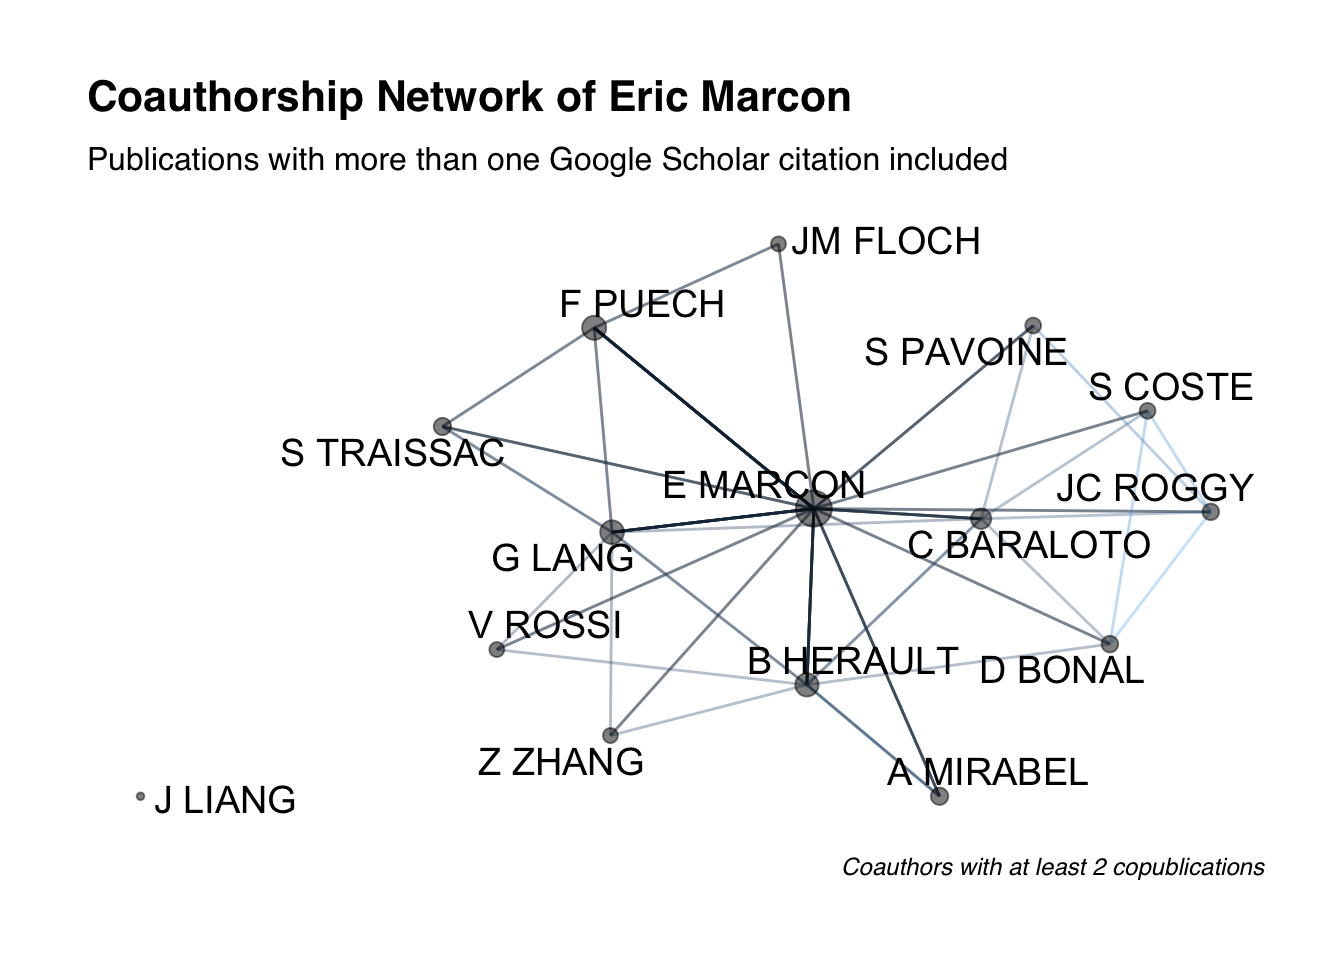 Coauthorship Network of Eric Marcon
Publications with more than one Google Scholar citation included
JM FLOCH
F PUECH
S PAVOINE
S COSTE
S TRAISSAC
E MARCON
JC ROGGY
G LANG
C BARALOTO
V ROSSI
B HERAULT
D BONAL
Z ZHANG
A MIRABEL
J LIANG
Coauthors with at least 2 copublications